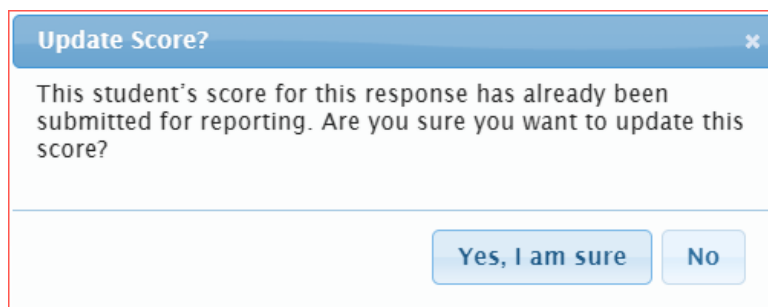 Update Score?
This student’s score for this response has already been
submitted for reporting. Are you sure you want to update this
score?
Yes, I am sure
No